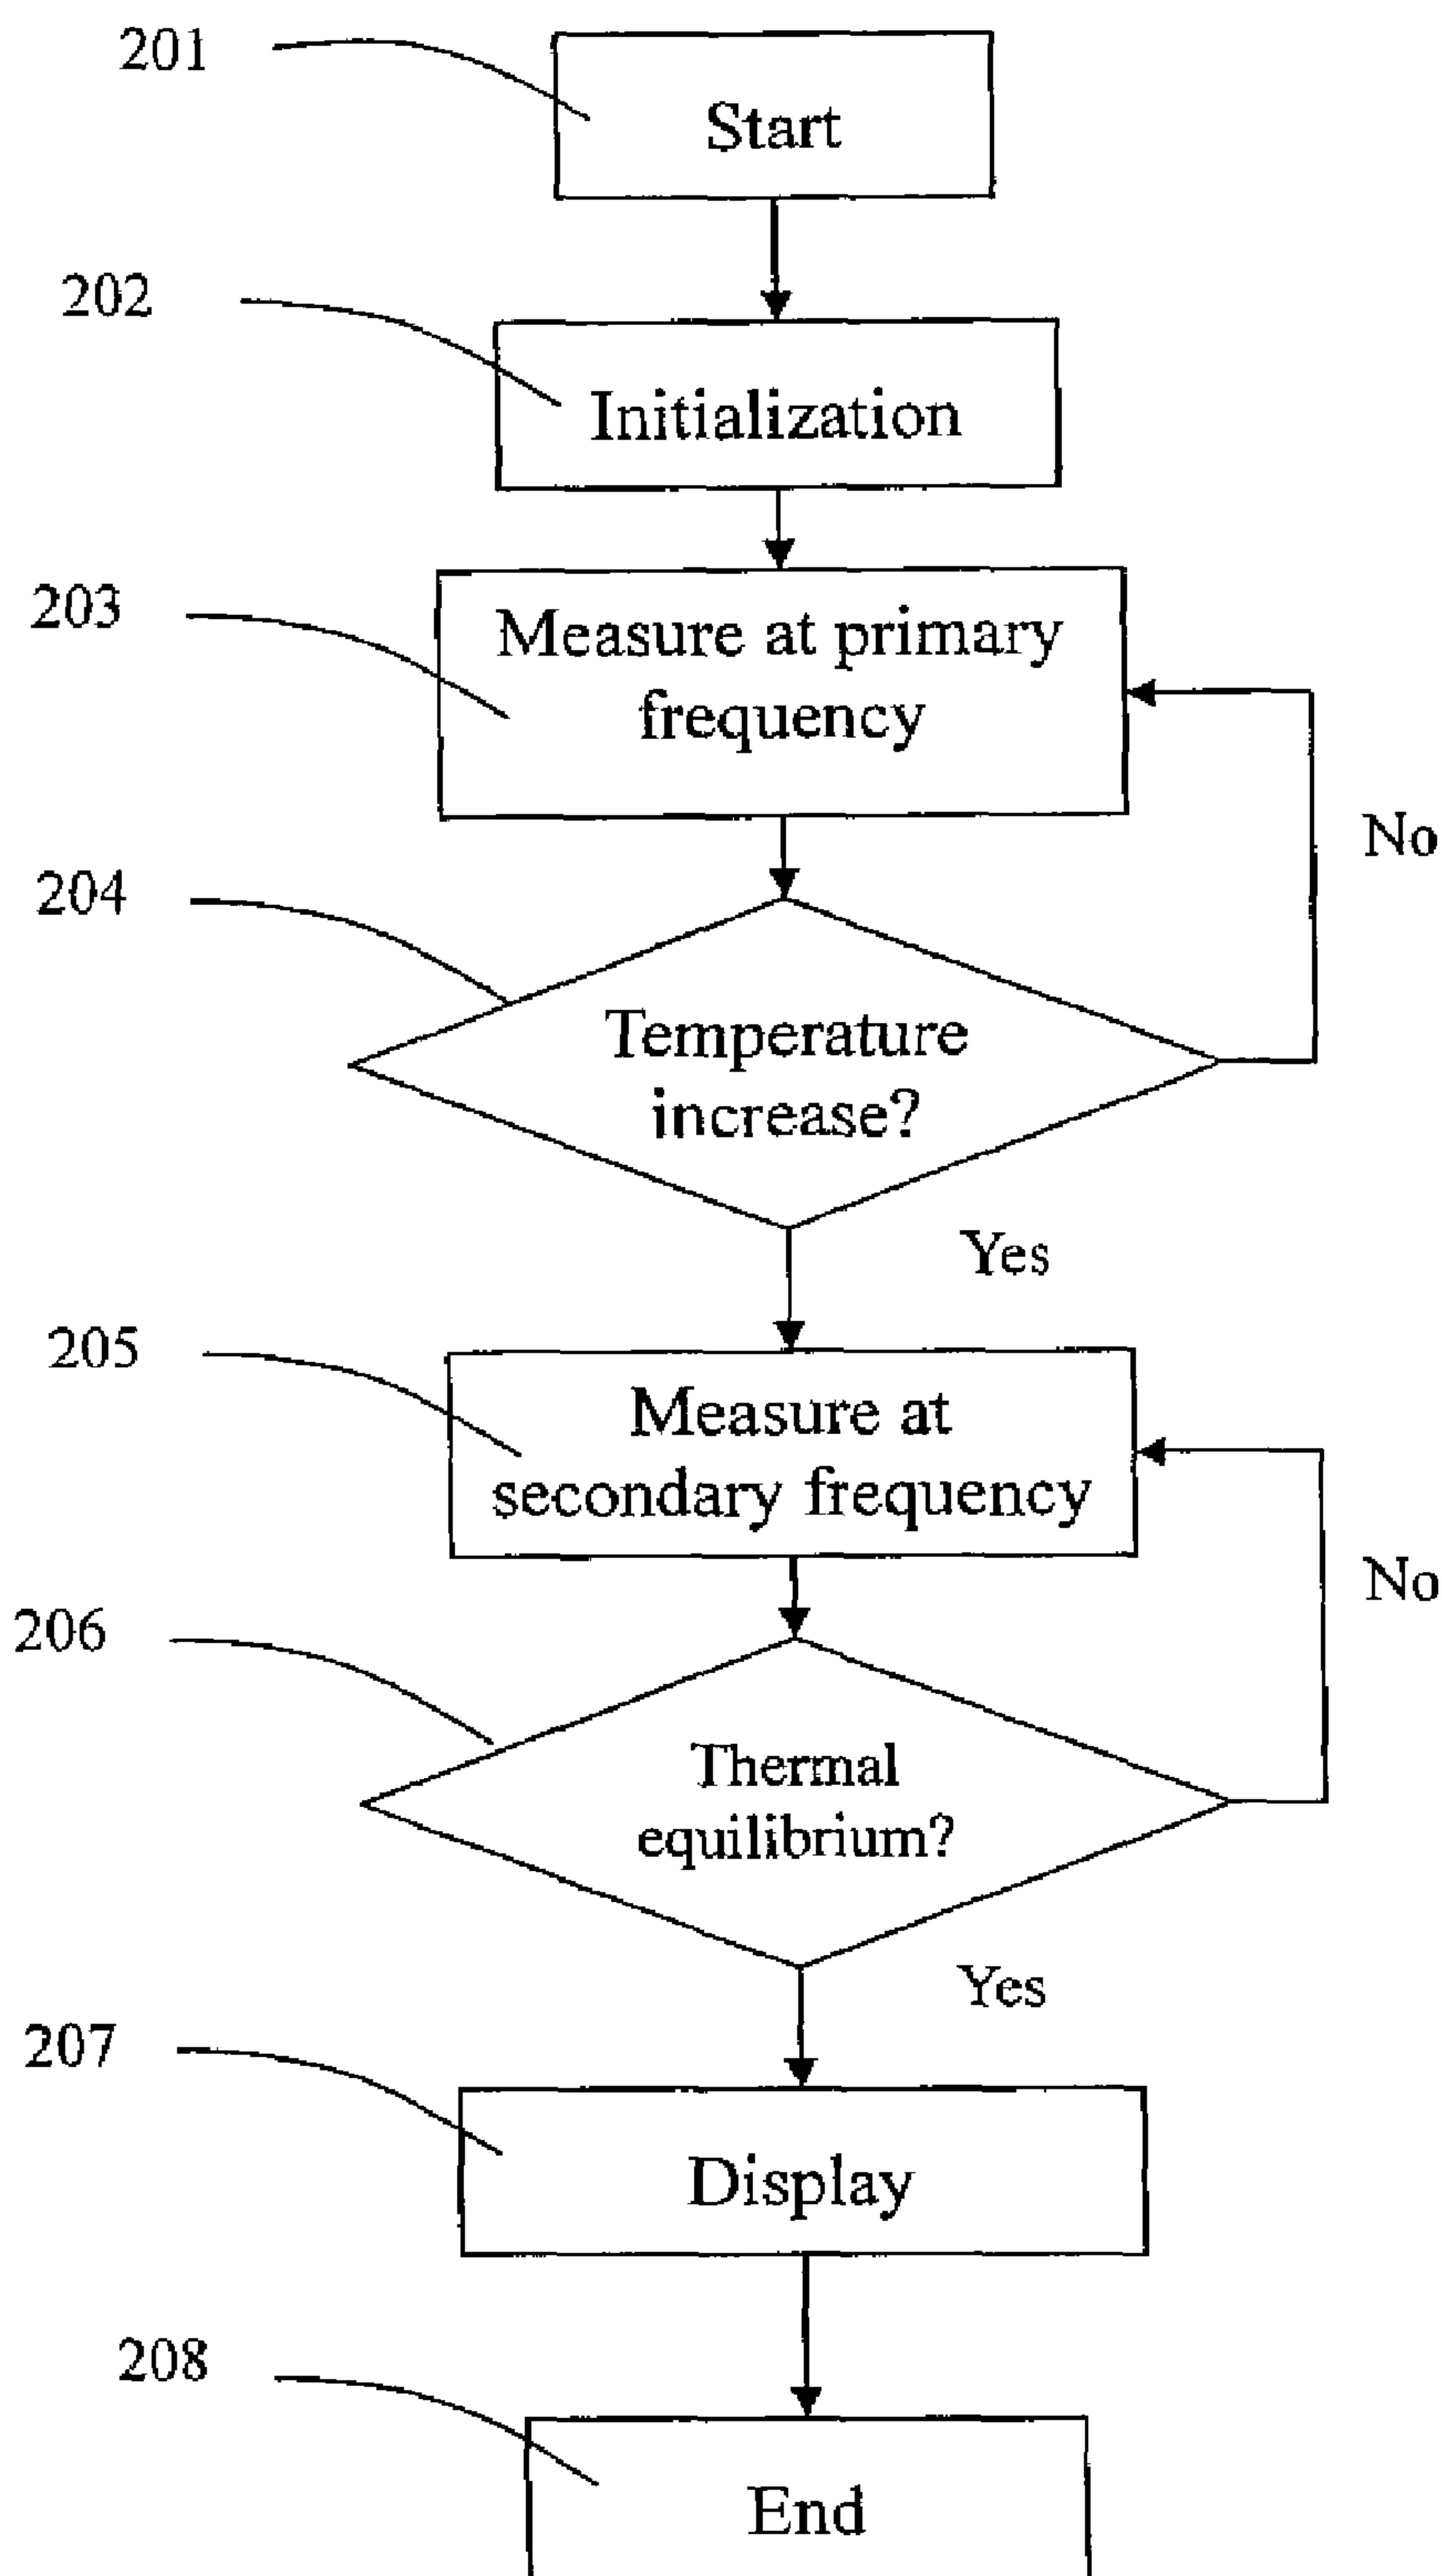 201
Start
202
Initialization
203
Measure at primary
frequency
No
204
Temperature
increase?
Yes
205
Measure at
secondary frequency
No
206
Thermal
equilibrium?
Yes
207
Display
208
End